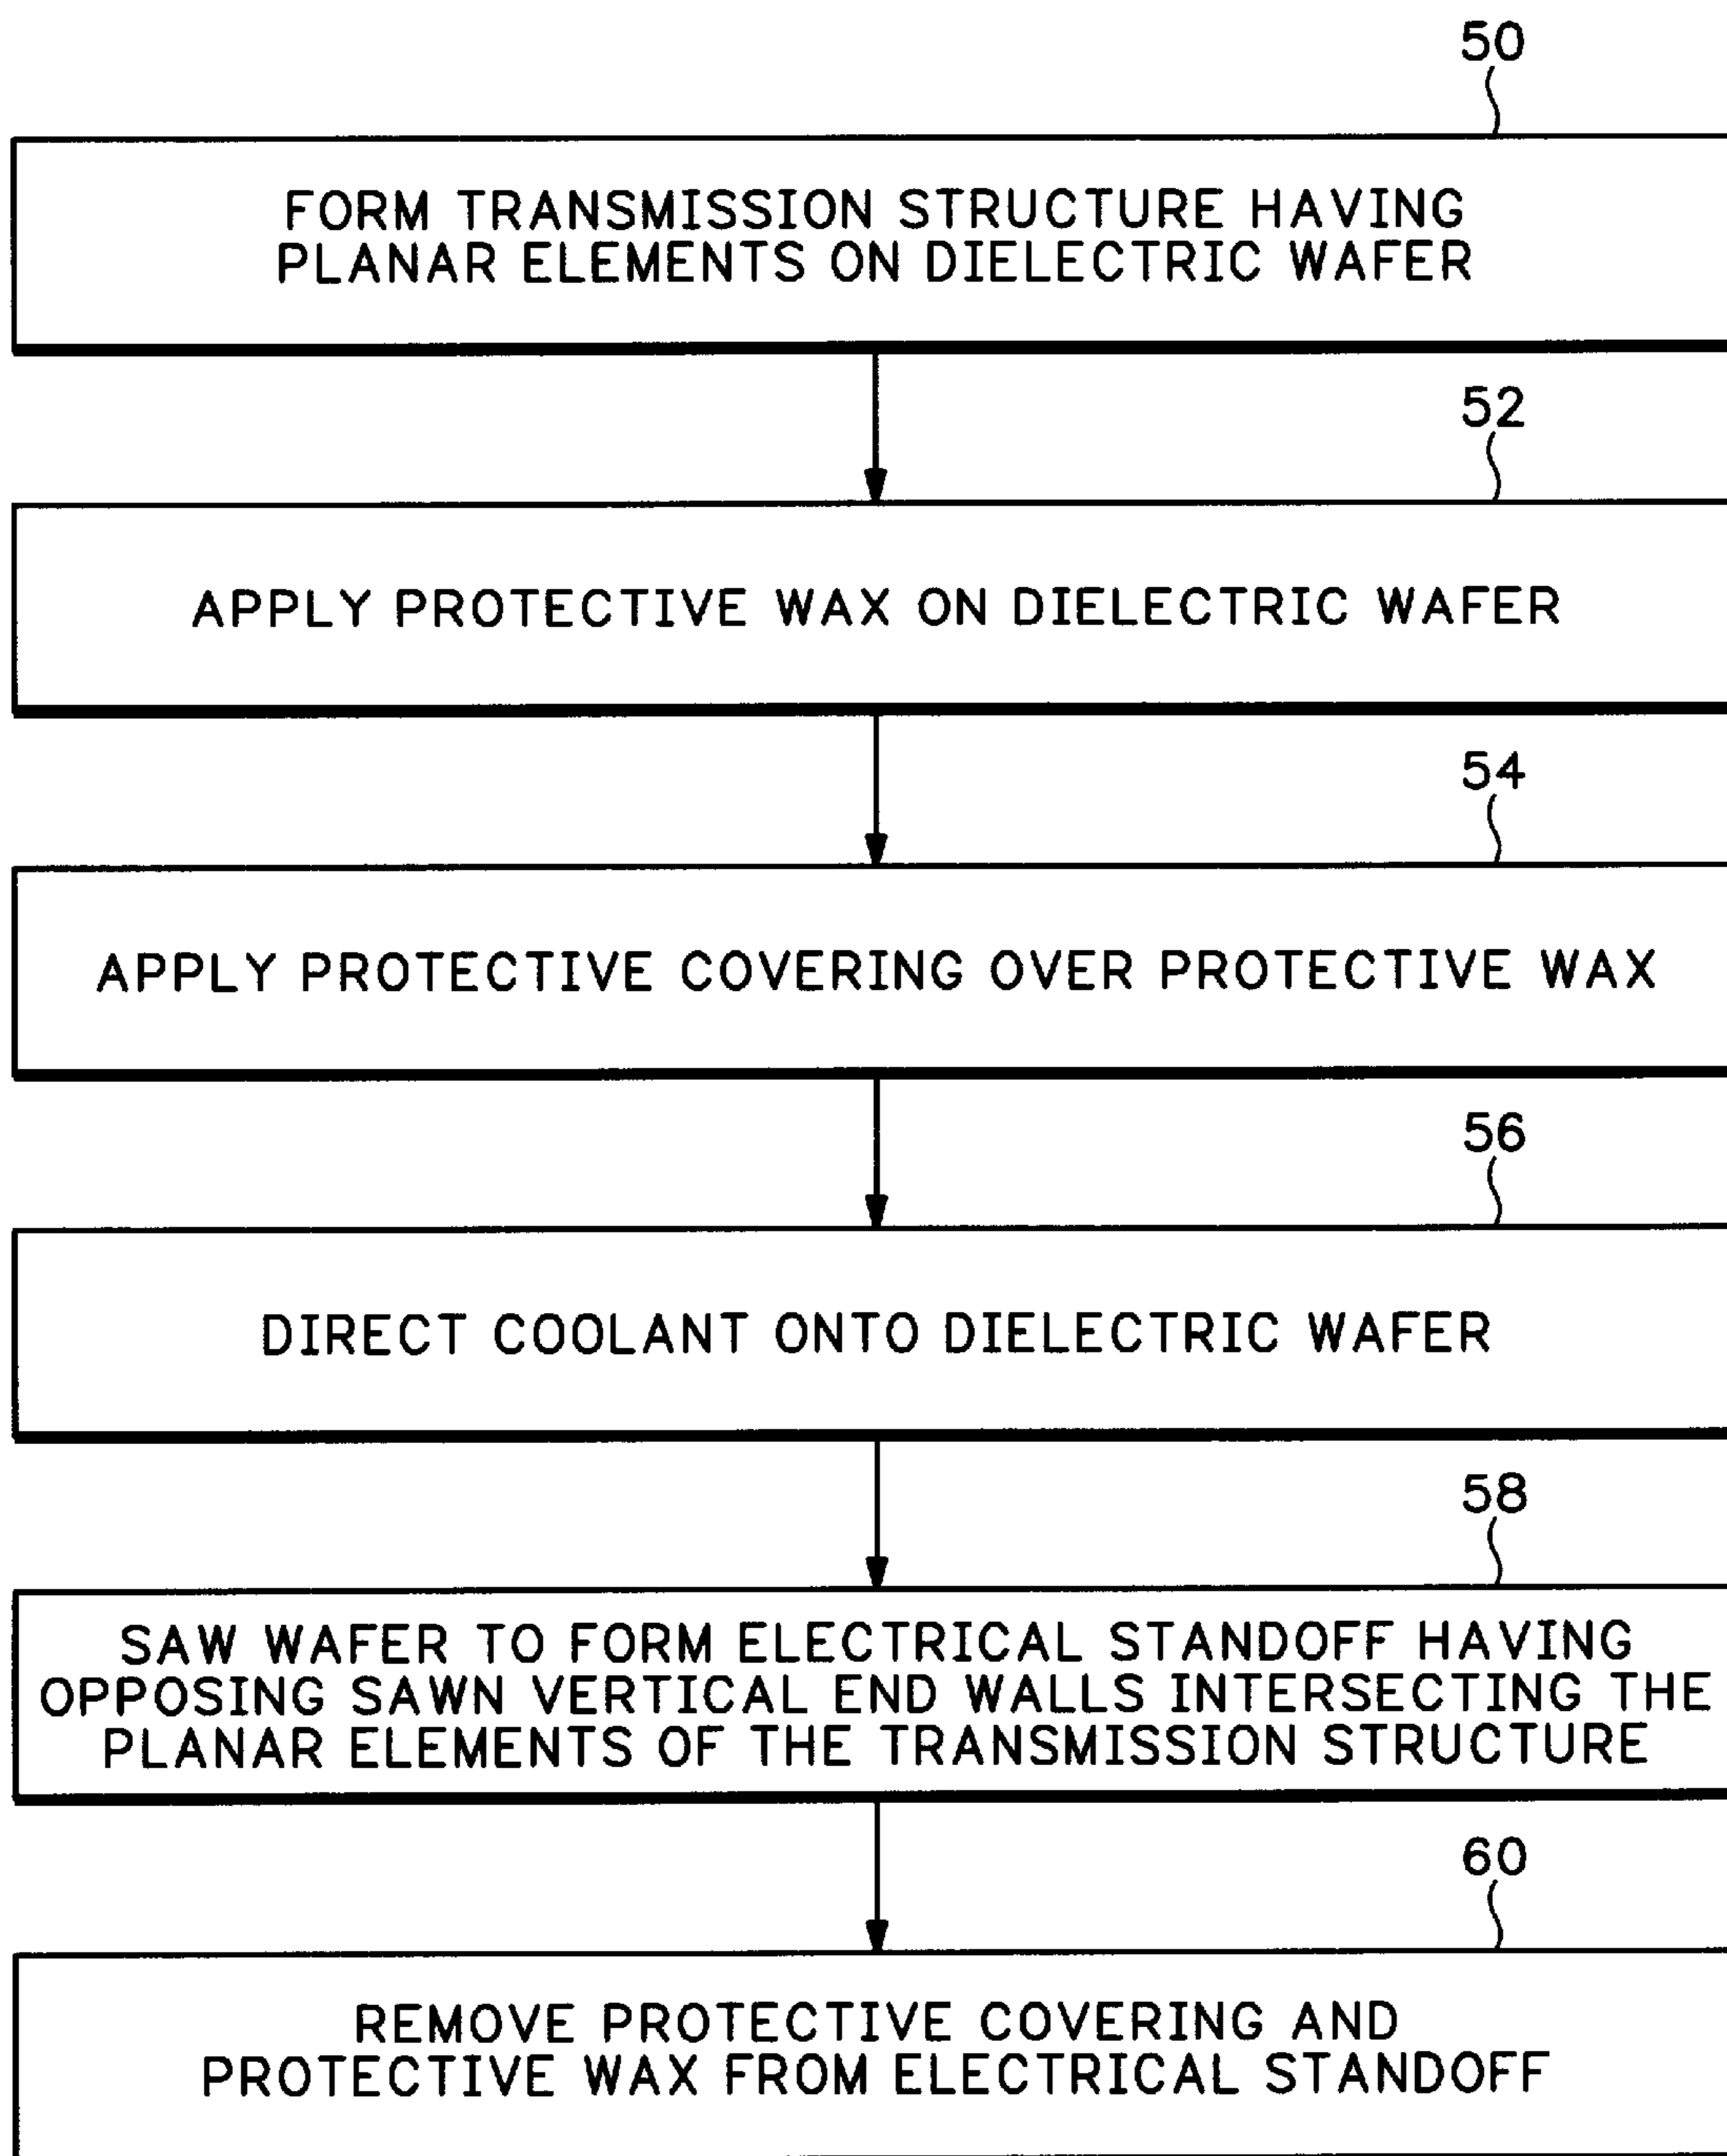 50
FORM TRANSMISSION STRUCTURE HAVING
PLANAR ELEMENTS ON DIELECTRIC WAFER
52
APPLY PROTECTIVE WAX ON DIELECTRIC WAFER
54
APPLY PROTECTIVE COVERING OVER PROTECTIVE WAX
56
DIRECT COOLANT ONTO DIELECTRIC WAFER
58
SAW WAFER TO FORM ELECTRICAL STANDOFF HAVING
OPPOSING SAWN VERTICAL END WALLS INTERSECTING THE
PLANAR ELEMENTS OF THE TRANSMISSION STRUCTURE
60
REMOVE PROTECTIVE COVERING AND
PROTECTIVE WAX FROM ELECTRICAL STANDOFF